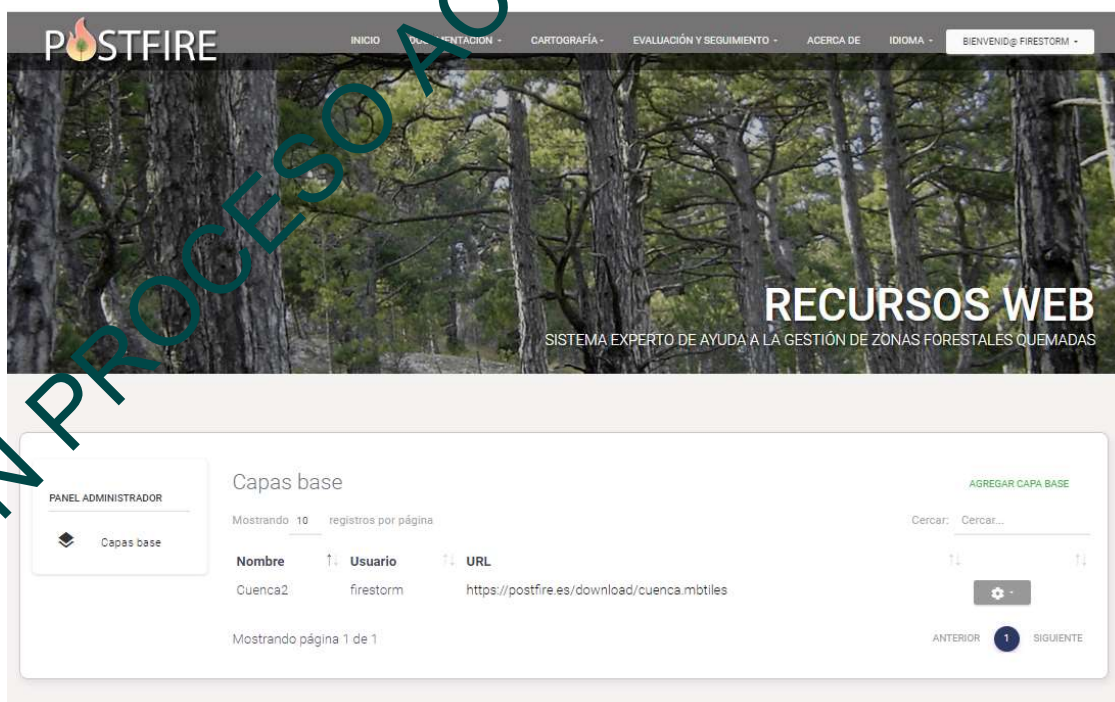 POSTFIRE
INICIO DOCUMENTACIÓN CARTOGRAFÍA EVALUACIÓN Y SEGUIMIENTO ACERCA DE IDIOMA BIENVENID@ FIRESTORM
RECURSOS WEB
SISTEMA EXPERTO DE AYUDA A LA GESTIÓN DE ZONAS FORESTALES QUEMADAS
PANEL ADMINISTRADOR
Capas base
Capas base
AGREGAR CAPA BASE
Mostrando 10 registros por página
Cercar: Cercar...
Nombre Usuario URL
Cuenca2 firestorm https://postfire.es/download/cuenca.mbtiles
Mostrando página 1 de 1
ANTERIOR 1 SIGUIENTE
N PROCESO AC